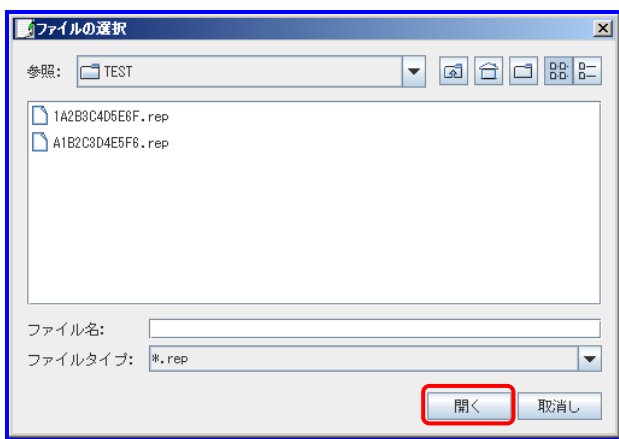 ファイルの選択
参照: TEST
1A2B3C4D5E6F.rep
A1B2C3D4E5F6.rep
ファイル名:
ファイルタイプ: *.rep
開く 取消し